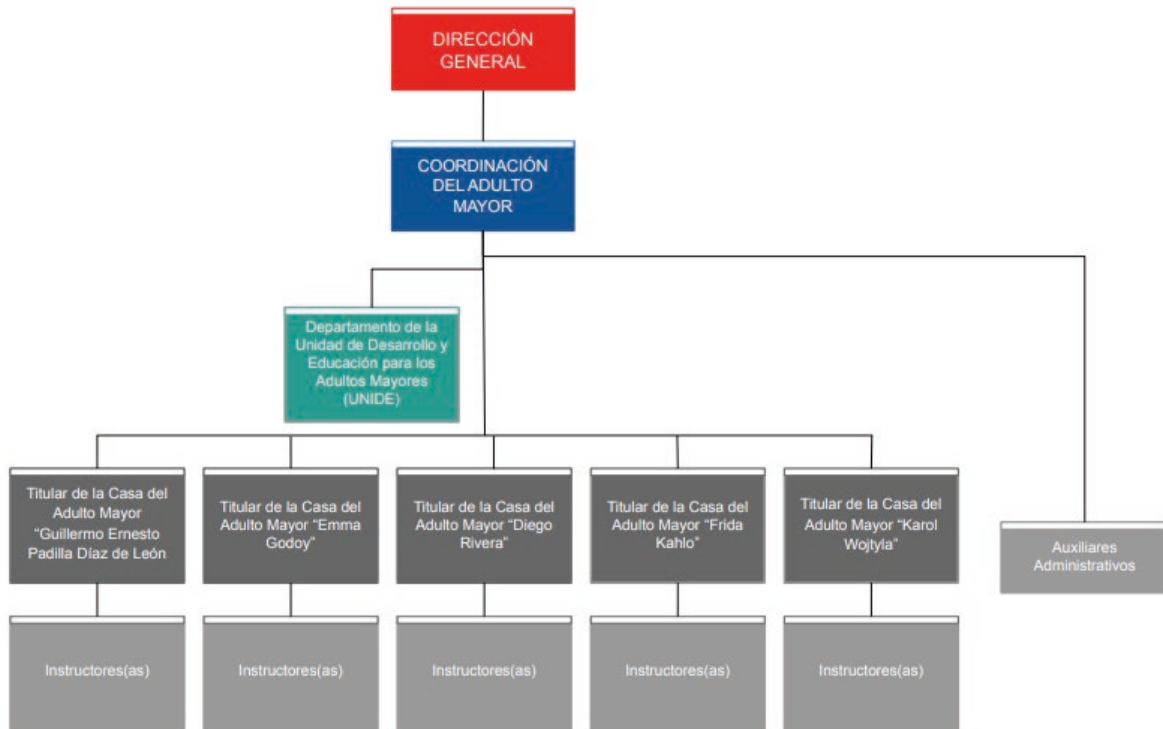 DIRECCIÓN
GENERAL
COORDINACIÓN
DEL ADULTO
MAYOR
Departamento de la
Unidad de Desarrollo y
Educación para los
Adultos Mayores
(UNIDE)
Titular de la Casa del
Adulto Mayor
“Guillermo Ernesto
Padilla Díaz de León
Titular de la Casa del
Adulto Mayor “Emma
Godoy”
Titular de la Casa del
Adulto Mayor “Diego
Rivera”
Titular de la Casa del
Adulto Mayor “Frida
Kahlo”
Titular de la Casa del
Adulto Mayor “Karol
Wojtyla”
Auxiliares
Administrativos
Instructores(as)
Instructores(as)
Instructores(as)
Instructores(as)
Instructores(as)